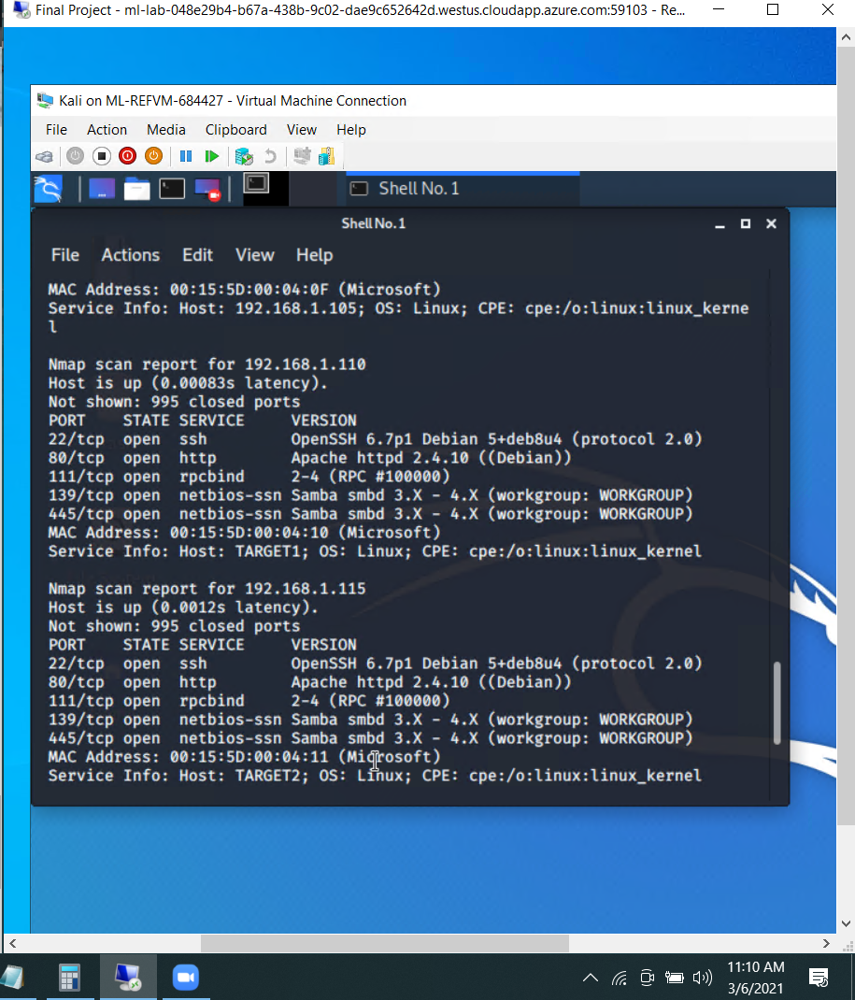 Final Project - ml-lab-048e29b4-b67a-438b-9c02-dae9c652642d.westus.cloudapp.azure.com:59103 - Re...
Kali on ML-REFVM-684427 - Virtual Machine Connection
File Action Media Clipboard View Help
Shell No. 1
Shell No. 1
File Actions Edit View Help
MAC Address: 00:15:5D:00:04:0F (Microsoft)
Service Info: Host: 192.168.1.105; OS: Linux; CPE: cpe:/o:linux:linux_kerne
l
Nmap scan report for 192.168.1.110
Host is up (0.00083s latency).
Not shown: 995 closed ports
PORT STATE SERVICE VERSION
22/tcp open ssh OpenSSH 6.7p1 Debian 5+deb8u4 (protocol 2.0)
80/tcp open http Apache httpd 2.4.10 ((Debian))
111/tcp open rpcbind 2-4 (RPC #100000)
139/tcp open netbios-ssn Samba smbd 3.X - 4.X (workgroup: WORKGROUP)
445/tcp open netbios-ssn Samba smbd 3.X - 4.X (workgroup: WORKGROUP)
MAC Address: 00:15:5D:00:04:10 (Microsoft)
Service Info: Host: TARGET1; OS: Linux; CPE: cpe:/o:linux:linux_kernel
Nmap scan report for 192.168.1.115
Host is up (0.0012s latency).
Not shown: 995 closed ports
PORT STATE SERVICE VERSION
22/tcp open ssh OpenSSH 6.7p1 Debian 5+deb8u4 (protocol 2.0)
80/tcp open http Apache httpd 2.4.10 ((Debian))
111/tcp open rpcbind 2-4 (RPC #100000)
139/tcp open netbios-ssn Samba smbd 3.X - 4.X (workgroup: WORKGROUP)
445/tcp open netbios-ssn Samba smbd 3.X - 4.X (workgroup: WORKGROUP)
MAC Address: 00:15:5D:00:04:11 (Microsoft)
Service Info: Host: TARGET2; OS: Linux; CPE: cpe:/o:linux:linux_kernel
11:10 AM
3/6/2021